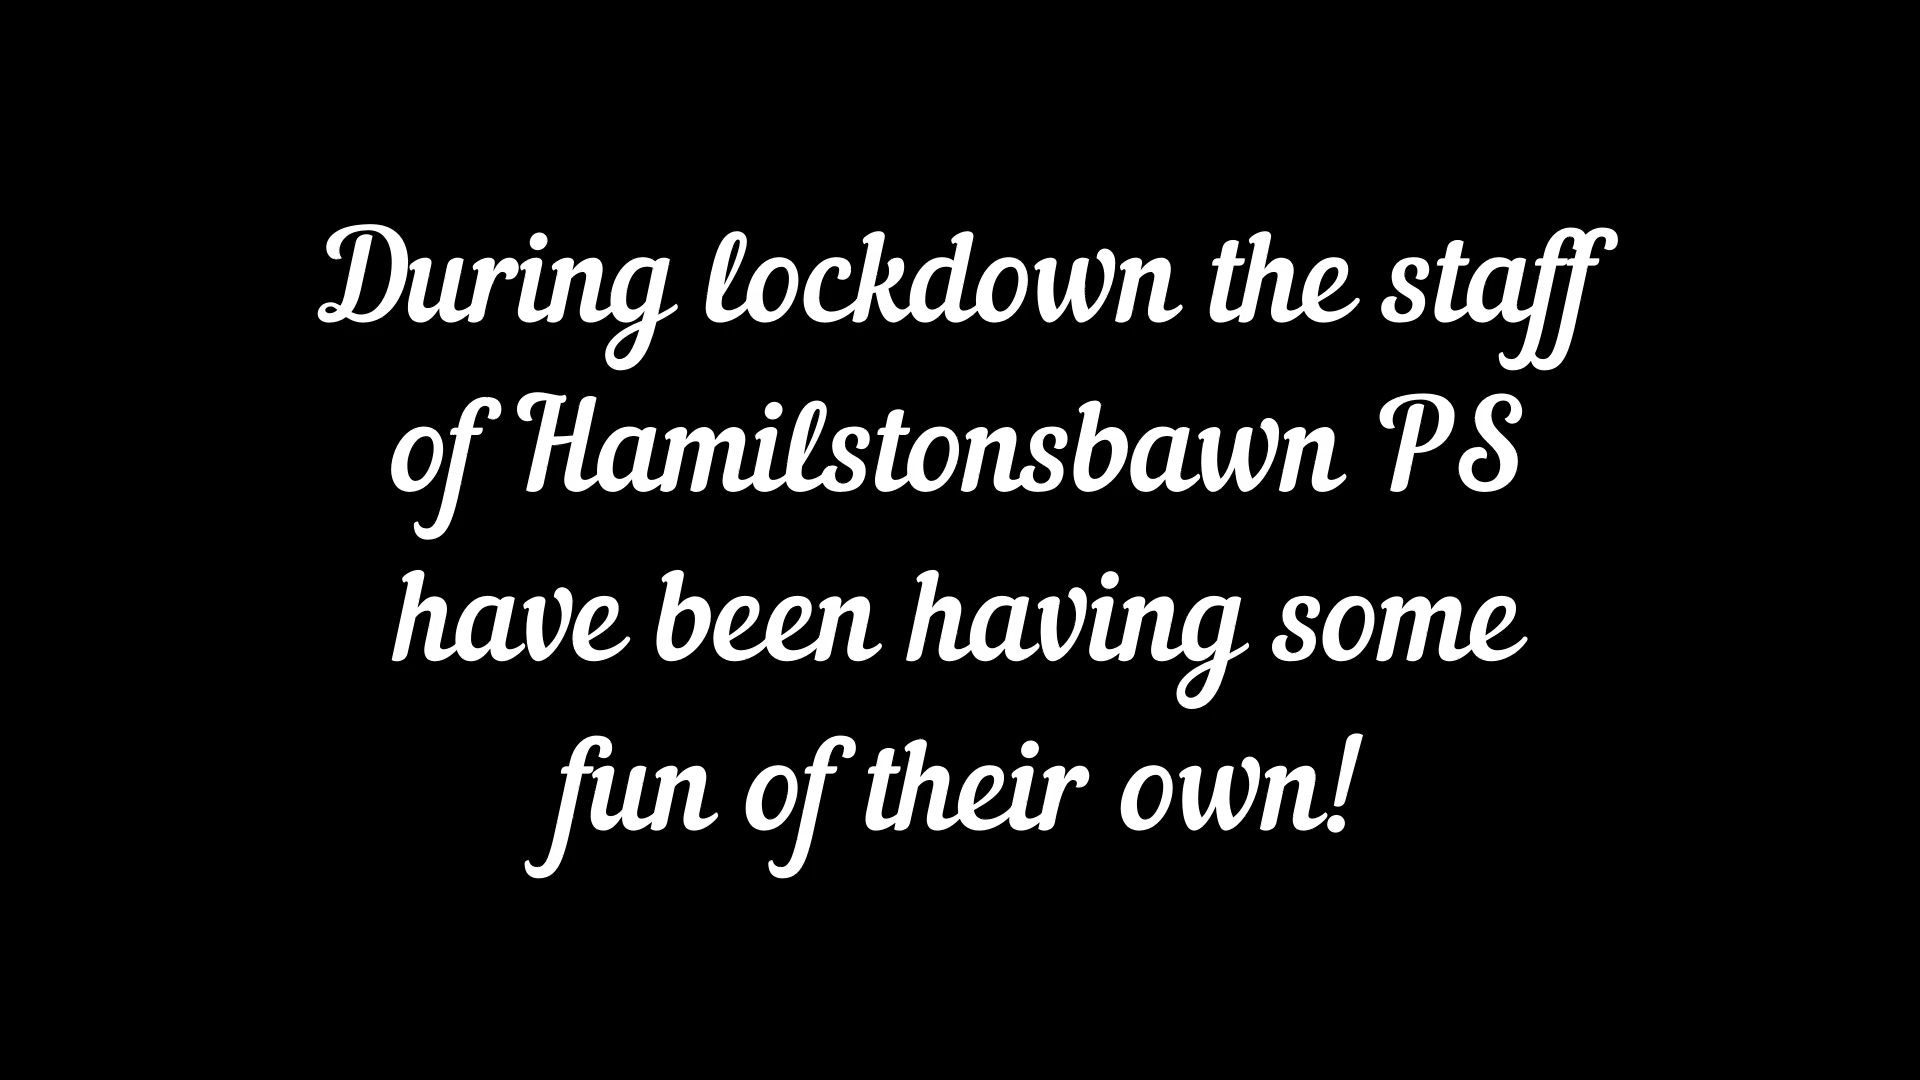 During lockdown the staff
of Hamilstonsbawn PS
have been having some
fun of their own!